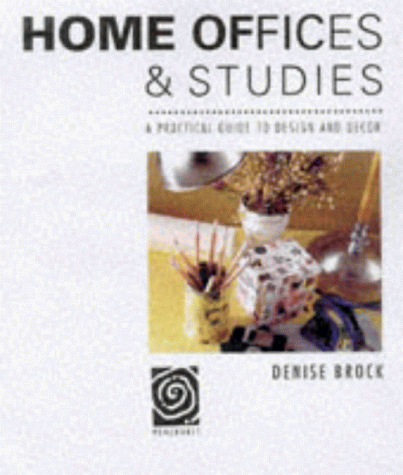 HOME OFFICES
& STUDIES
A PRACTICAL GUIDE TO DESIGN AND DECOR
DENISE BROCK